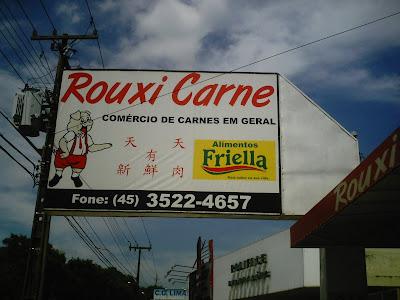 Rouxi Carne
COMÉRCIO DE CARNES EM GERAL
天 有 天
新 鮮 肉
Alimentos
Friella
Fone: (45) 3522-4657
Rouxi
C.D. LIMA